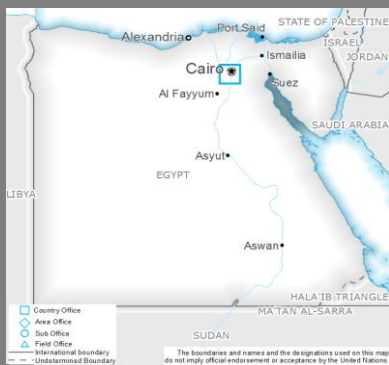 Alexandria
Port Said
STATE OF PALESTINE
ISRAEL
JORDAN
Ismailia
Cairo
Suez
Al Fayyum
SAUDI ARABIA
Asyut
EGYPT
LIBYA
Aswan
HALA'IB TRIANGLE
MA'TAN AL-SARRA
SUDAN
Country Office
Area Office
Sub Office
Field Office
International boundary
Undetermined Boundary
The boundaries and names and the designations used on this map
do not imply official endorsement or acceptance by the United Nations.